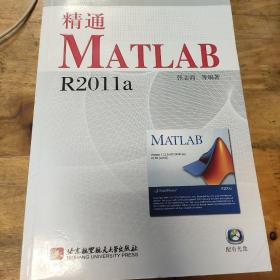 精通
MATLAB
R2011a
张志涌 等编著
MATLAB®
R2011a
北京航空航天大学出版社
BEIHANG UNIVERSITY PRESS
配有光盘